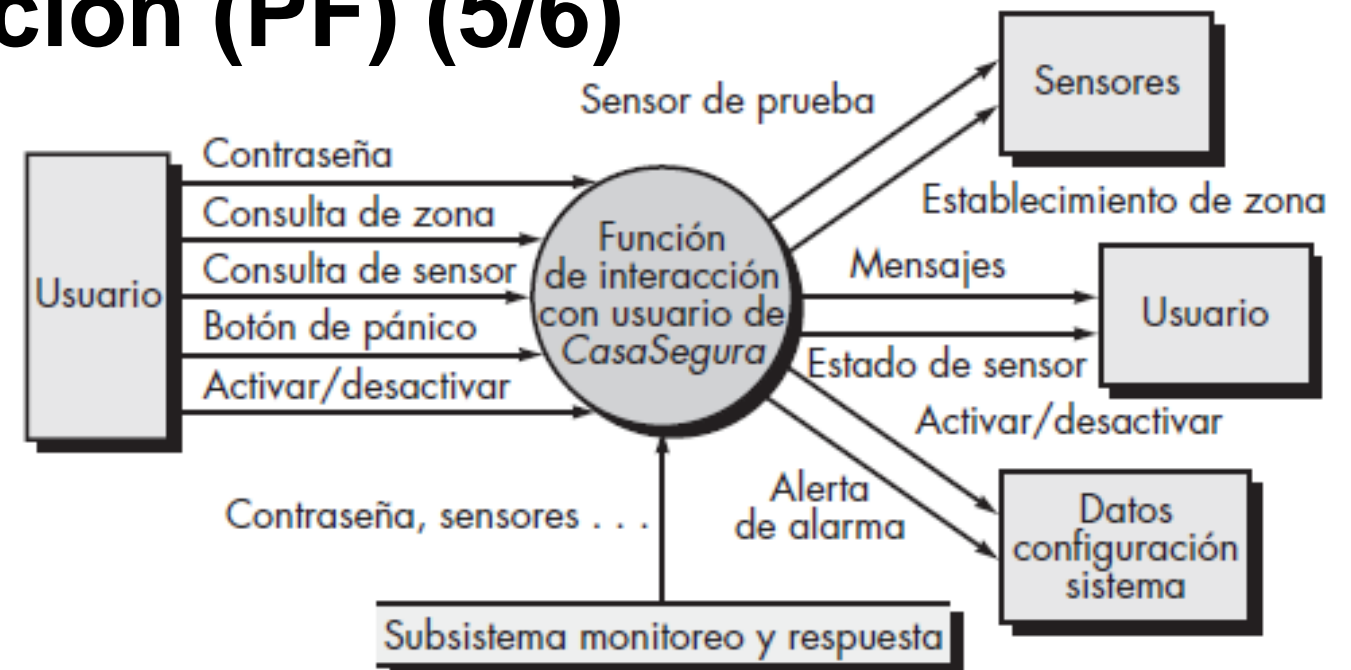 ción (PF) (5/6)
Sensores
Sensor de prueba
Contraseña
Establecimiento de zona
Consulta de zona
Función
de interacción
con usuario de
CasaSegura
Mensajes
Consulta de sensor
Usuario
Usuario
Botón de pánico
Estado de sensor
Activar/desactivar
Activar/desactivar
Alerta
de alarma
Contraseña, sensores . . .
Datos
configuración
sistema
Subsistema monitoreo y respuesta